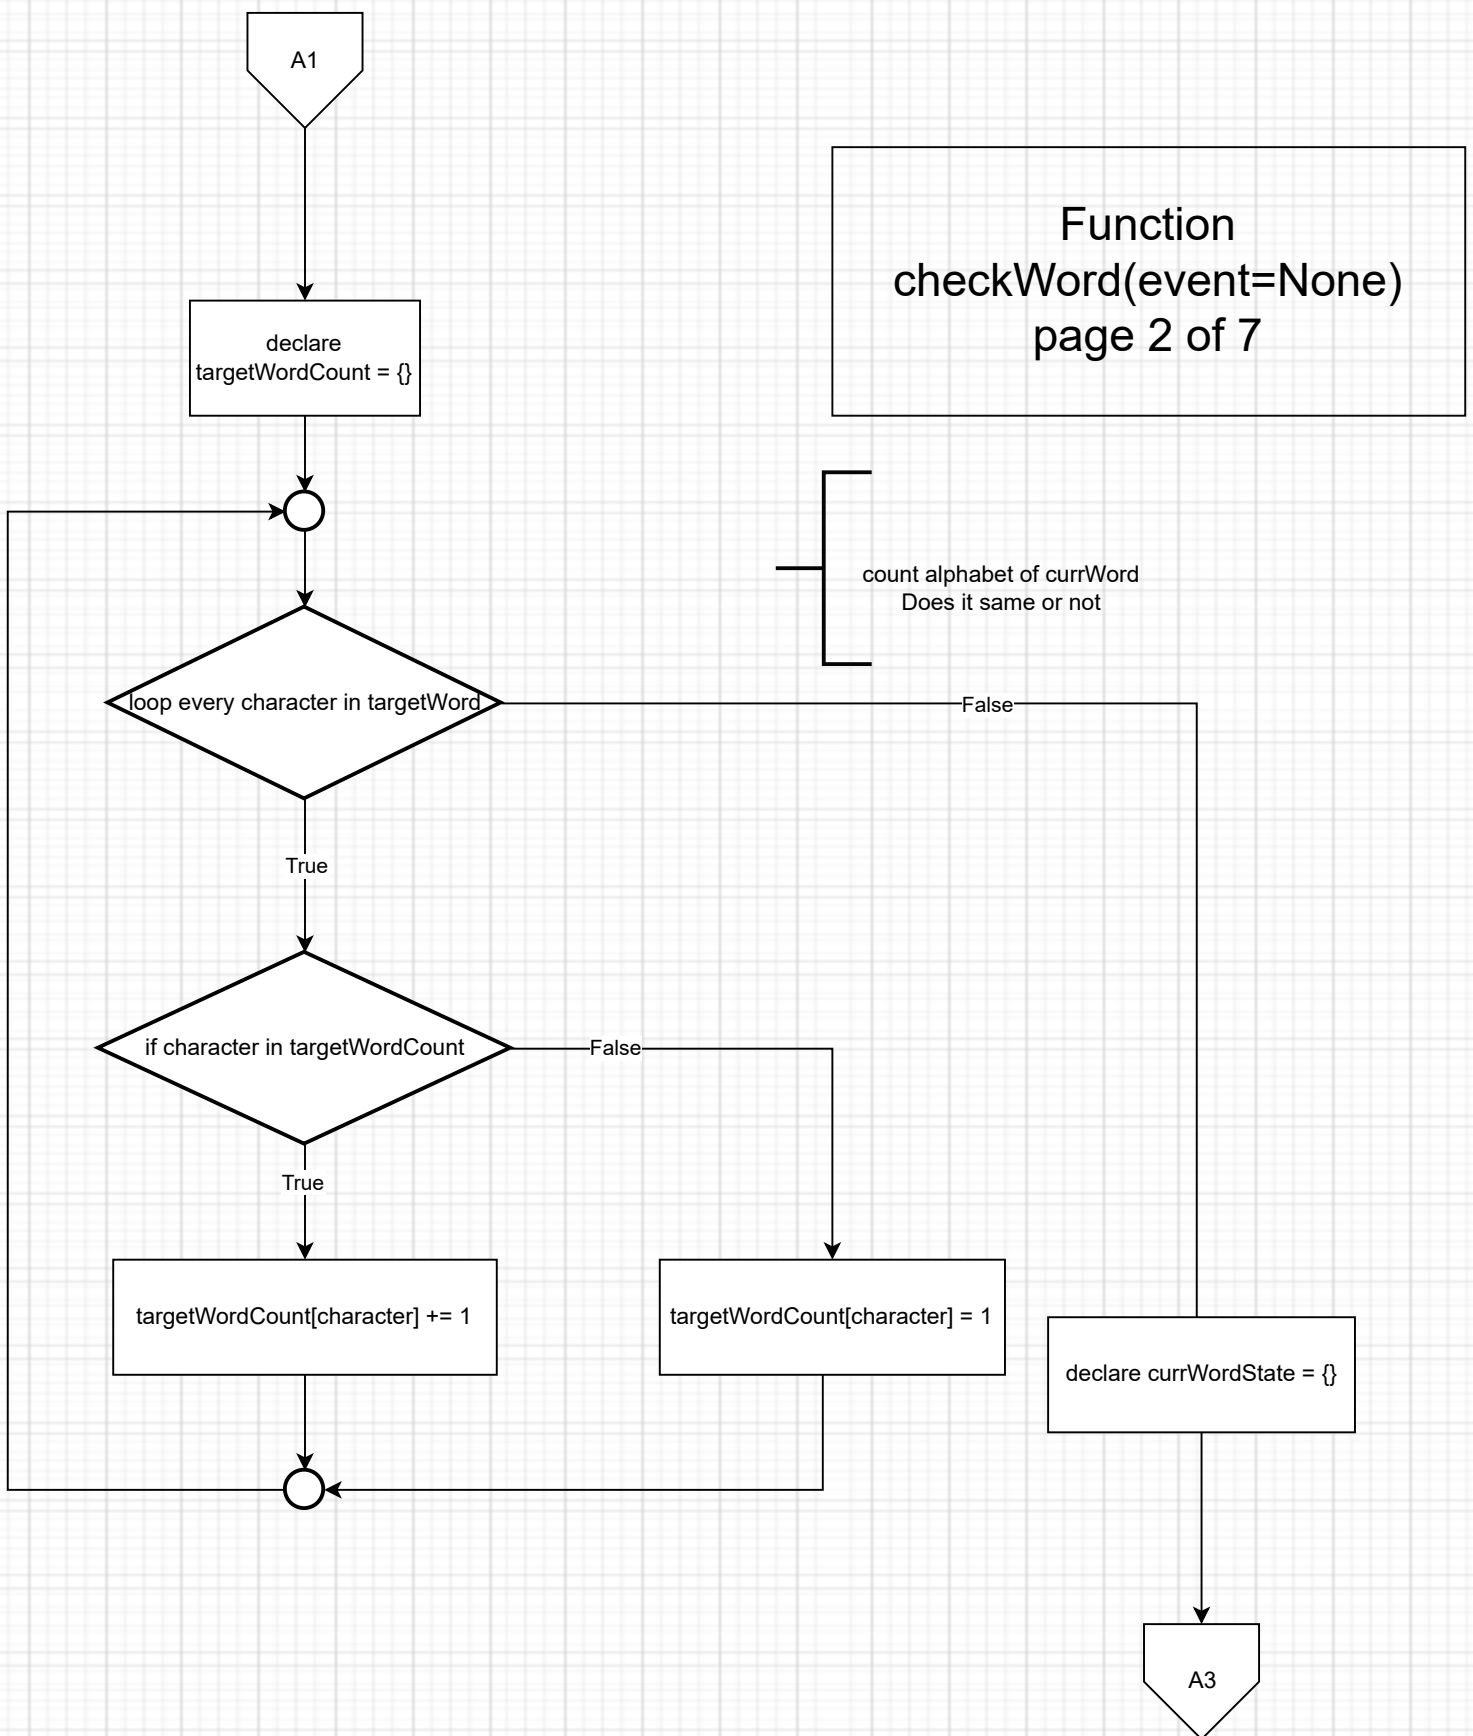 A1
Function
checkWord(event=None)
page 2 of 7
declare
targetWordCount = {}
count alphabet of currWord
Does it same or not
loop every character in targetWord
False
True
if character in targetWordCount
False
True
targetWordCount[character] += 1
targetWordCount[character] = 1
declare currWordState = {}
A3